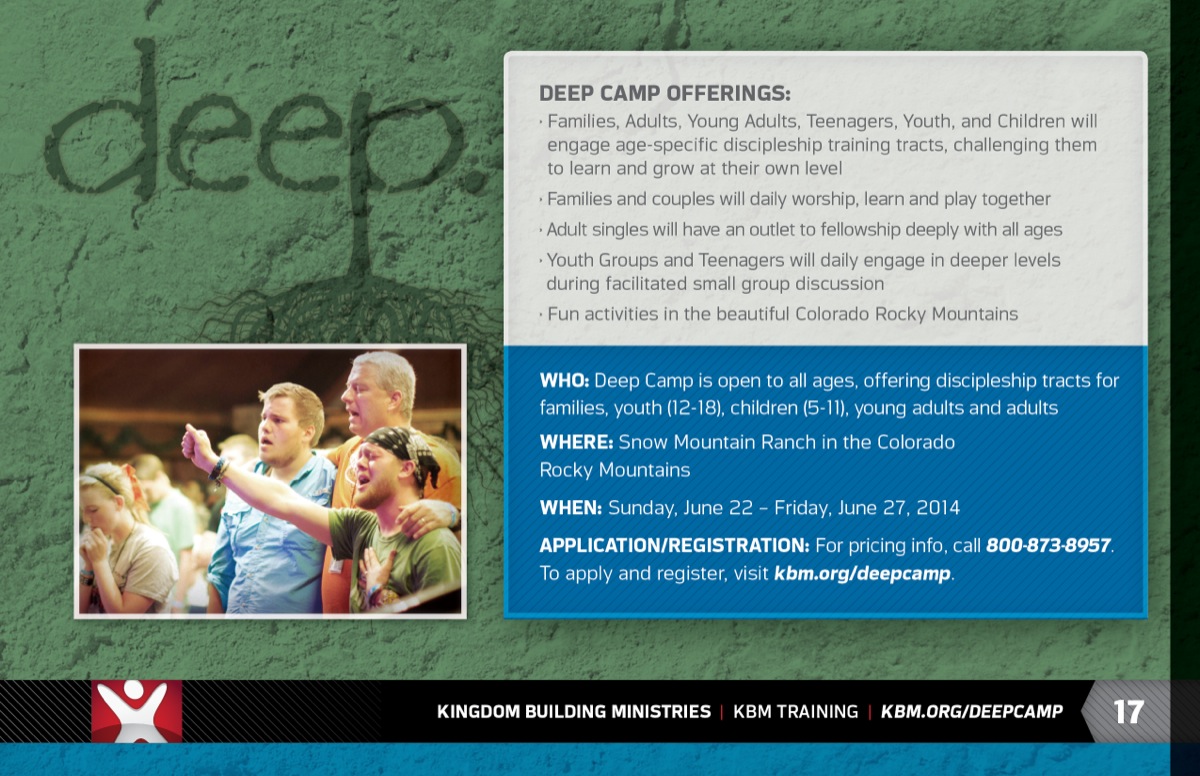 deep.
DEEP CAMP OFFERINGS:
· Families, Adults, Young Adults, Teenagers, Youth, and Children will
engage age-specific discipleship training tracts, challenging them
to learn and grow at their own level
· Families and couples will daily worship, learn and play together
· Adult singles will have an outlet to fellowship deeply with all ages
· Youth Groups and Teenagers will daily engage in deeper levels
during facilitated small group discussion
· Fun activities in the beautiful Colorado Rocky Mountains
WHO: Deep Camp is open to all ages, offering discipleship tracts for
families, youth (12-18), children (5-11), young adults and adults
WHERE: Snow Mountain Ranch in the Colorado
Rocky Mountains
WHEN: Sunday, June 22 – Friday, June 27, 2014
APPLICATION/REGISTRATION: For pricing info, call 800-873-8957.
To apply and register, visit kbm.org/deepcamp.
KINGDOM BUILDING MINISTRIES | KBM TRAINING | KBM.ORG/DEEPCAMP
17